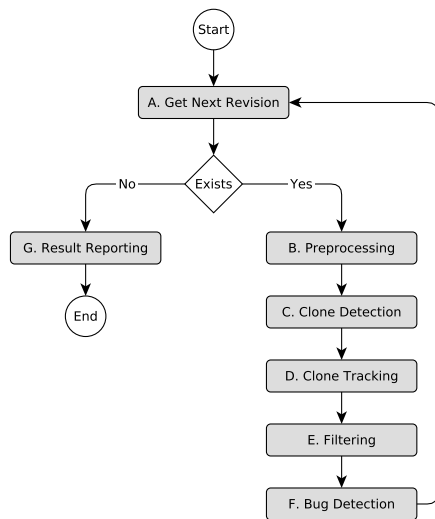 Start
A. Get Next Revision
Exists
No
Yes
G. Result Reporting
B. Preprocessing
End
C. Clone Detection
D. Clone Tracking
E. Filtering
F. Bug Detection